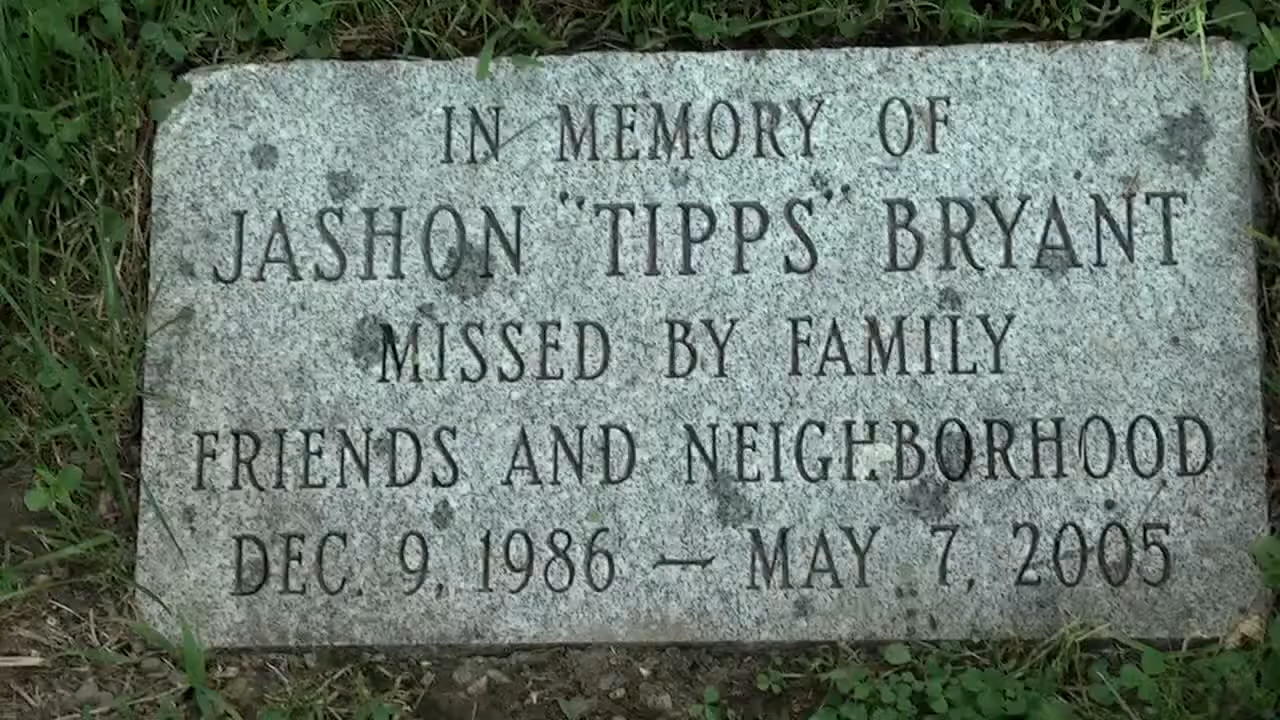 IN MEMORY OF
JASHON "TIPPS" BRYANT
MISSED BY FAMILY
FRIENDS AND NEIGHBORHOOD
DEC. 9, 1986 — MAY 7, 2005